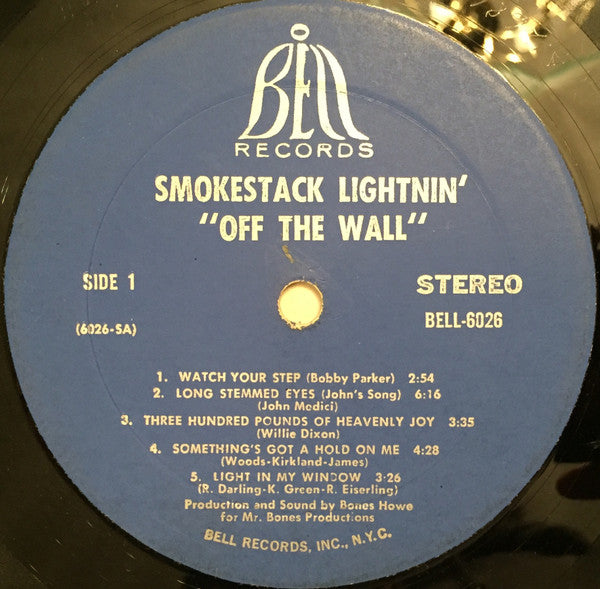 BELL
RECORDS
SMOKESTACK LIGHTNIN'
"OFF THE WALL"
SIDE 1
STEREO
(6026-SA)
BELL-6026
1. WATCH YOUR STEP (Bobby Parker) 2:54
2. LONG STEMMED EYES (John's Song) 6:16
(John Medici)
3. THREE HUNDRED POUNDS OF HEAVENLY JOY 3:35
(Willie Dixon)
4. SOMETHING'S GOT A HOLD ON ME 4:28
(Woods-Kirkland-James)
5. LIGHT IN MY WINDOW 3:26
(R. Darling-K. Green-R. Eiserling)
Production and Sound by Bones Howe
for Mr. Bones Productions
BELL RECORDS, INC., N.Y.C.